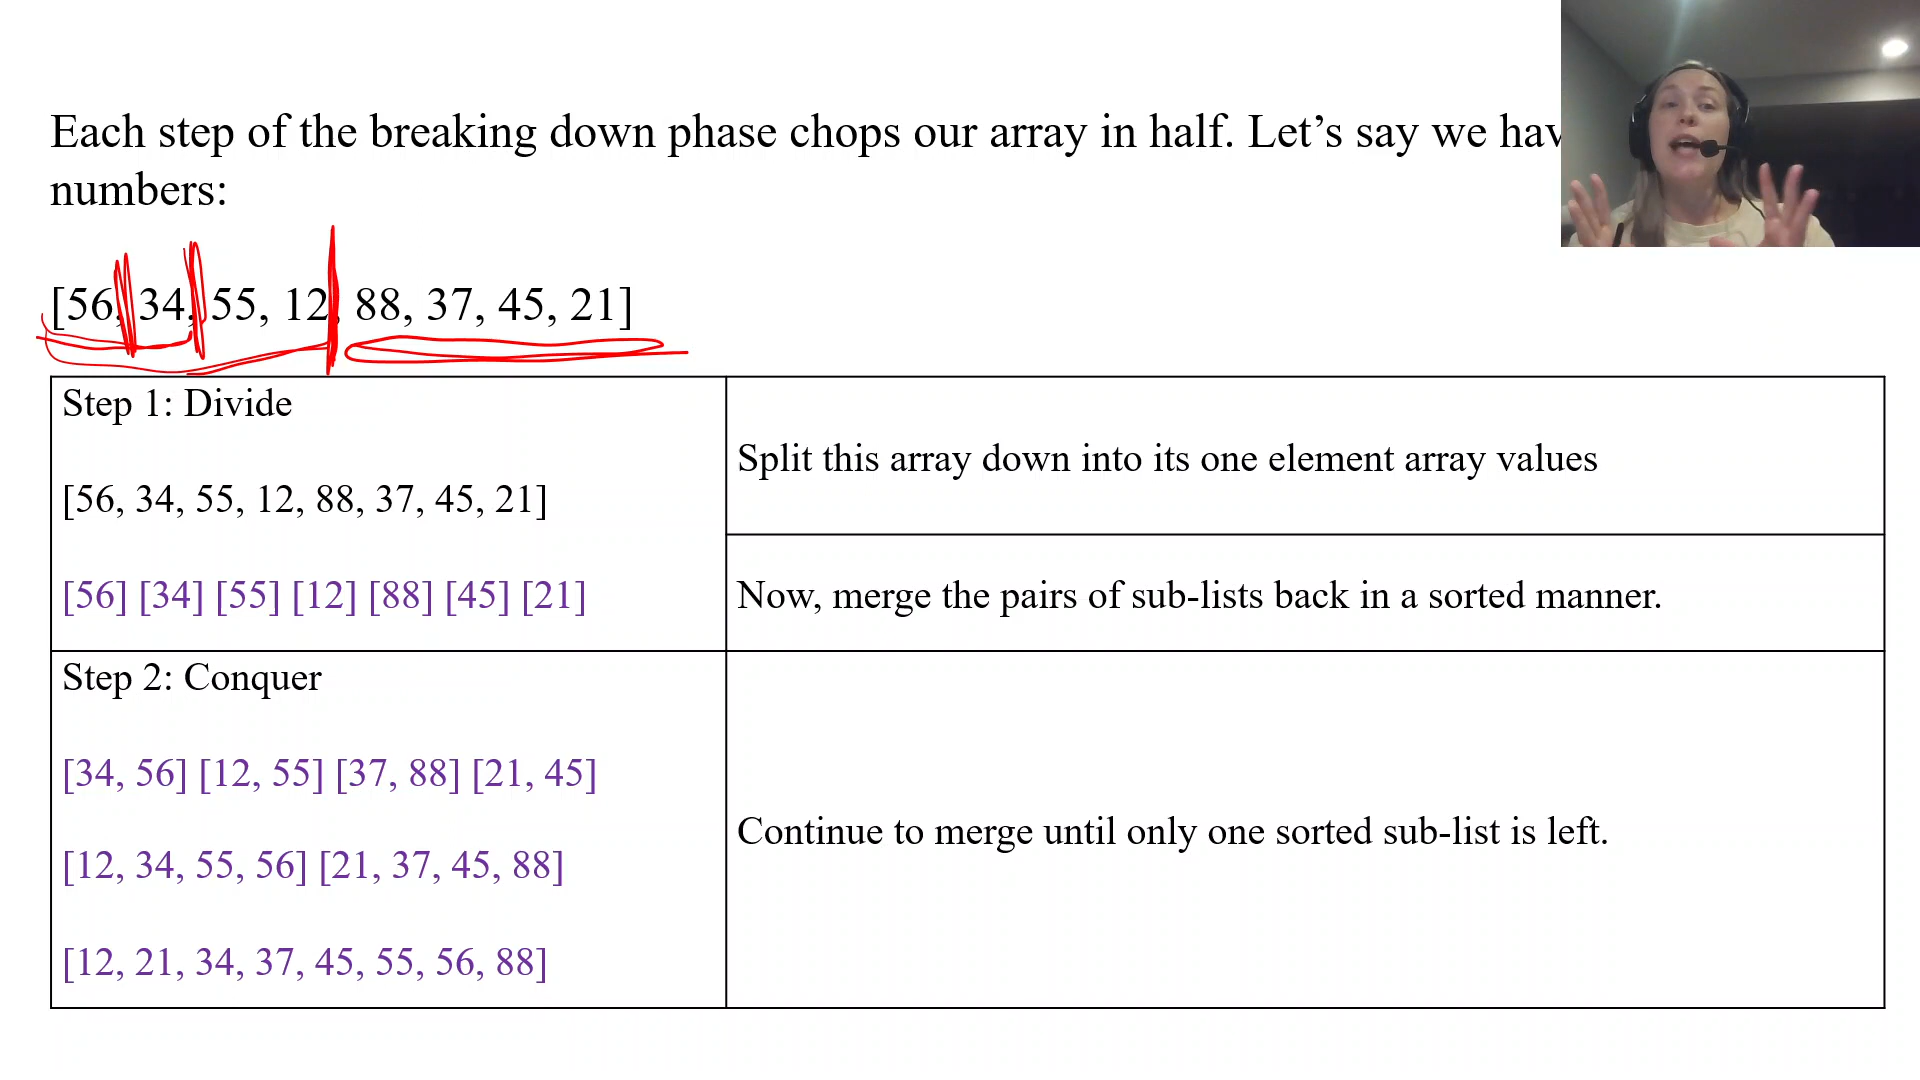 Each step of the breaking down phase chops our array in half. Let’s say we
numbers:
[56, 34, 55, 12, 88, 37, 45, 21]
Step 1: Divide
[56, 34, 55, 12, 88, 37, 45, 21]
[56] [34] [55] [12] [88] [45] [21]
Split this array down into its one element array values
Now, merge the pairs of sub-lists back in a sorted manner.
Step 2: Conquer
[34, 56] [12, 55] [37, 88] [21, 45]
[12, 34, 55, 56] [21, 37, 45, 88]
[12, 21, 34, 37, 45, 55, 56, 88]
Continue to merge until only one sorted sub-list is left.